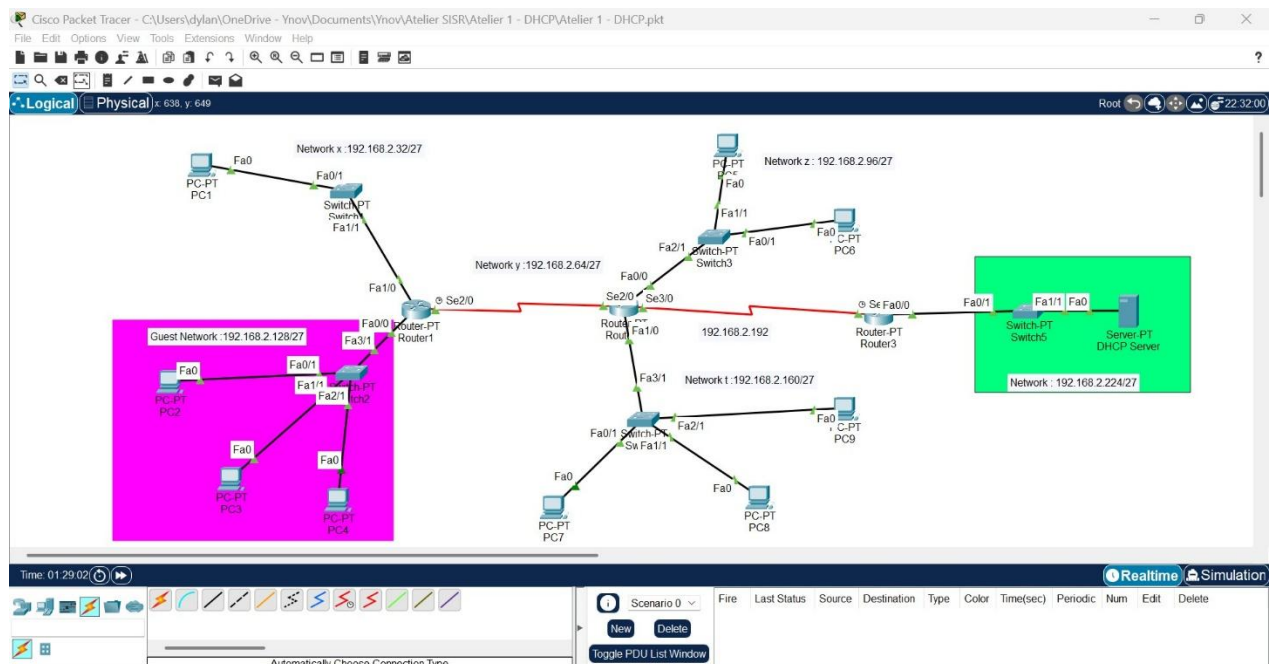 Cisco Packet Tracer - C:\Users\dylan\OneDrive - Ynov\Documents\Ynov\Atelier SISR\Atelier 1 - DHCP\Atelier 1 - DHCP.pkt
File Edit Options View Tools Extensions Window Help
?
Logical Physical x: 638, y: 649
Root 22:32:00
Network x :192.168.2.32/27
Fa0
PC-PT
PC1
Fa0/1
Switch-PT
Fa1/1
Fa1/0
Se2/0
Fa0/0
Router-PT
Router1
Network y :192.168.2.64/27
PC-PT
Fa0
Network z : 192.168.2.96/27
Fa1/1
Fa2/1
Fa0/1
Fa0
PC6
Switch3
Fa0/0
Se2/0
Se3/0
Fa1/0
192.168.2.192
Fa0/0
Router-PT
Router3
Fa0/1
Fa1/1
Fa0
Switch-PT
Switch5
Server-PT
DHCP Server
Network : 192.168.2.224/27
Guest Network :192.168.2.128/27
Fa3/1
Fa0
PC-PT
PC2
Fa0/1
Fa1/1
Fa2/1
Fa0
PC-PT
PC3
Fa0
PC-PT
PC4
Fa3/1
Network t :192.168.2.160/27
Fa0/1
Fa1/1
Fa2/1
Fa0
PC9
Fa0
PC-PT
PC7
Fa0
PC-PT
PC8
Time: 01:29:02
Realtime Simulation
Scenario 0
New Delete
Toggle PDU List Window
Fire Last Status Source Destination Type Color Time(sec) Periodic Num Edit Delete
Automatically Choose Connection Type